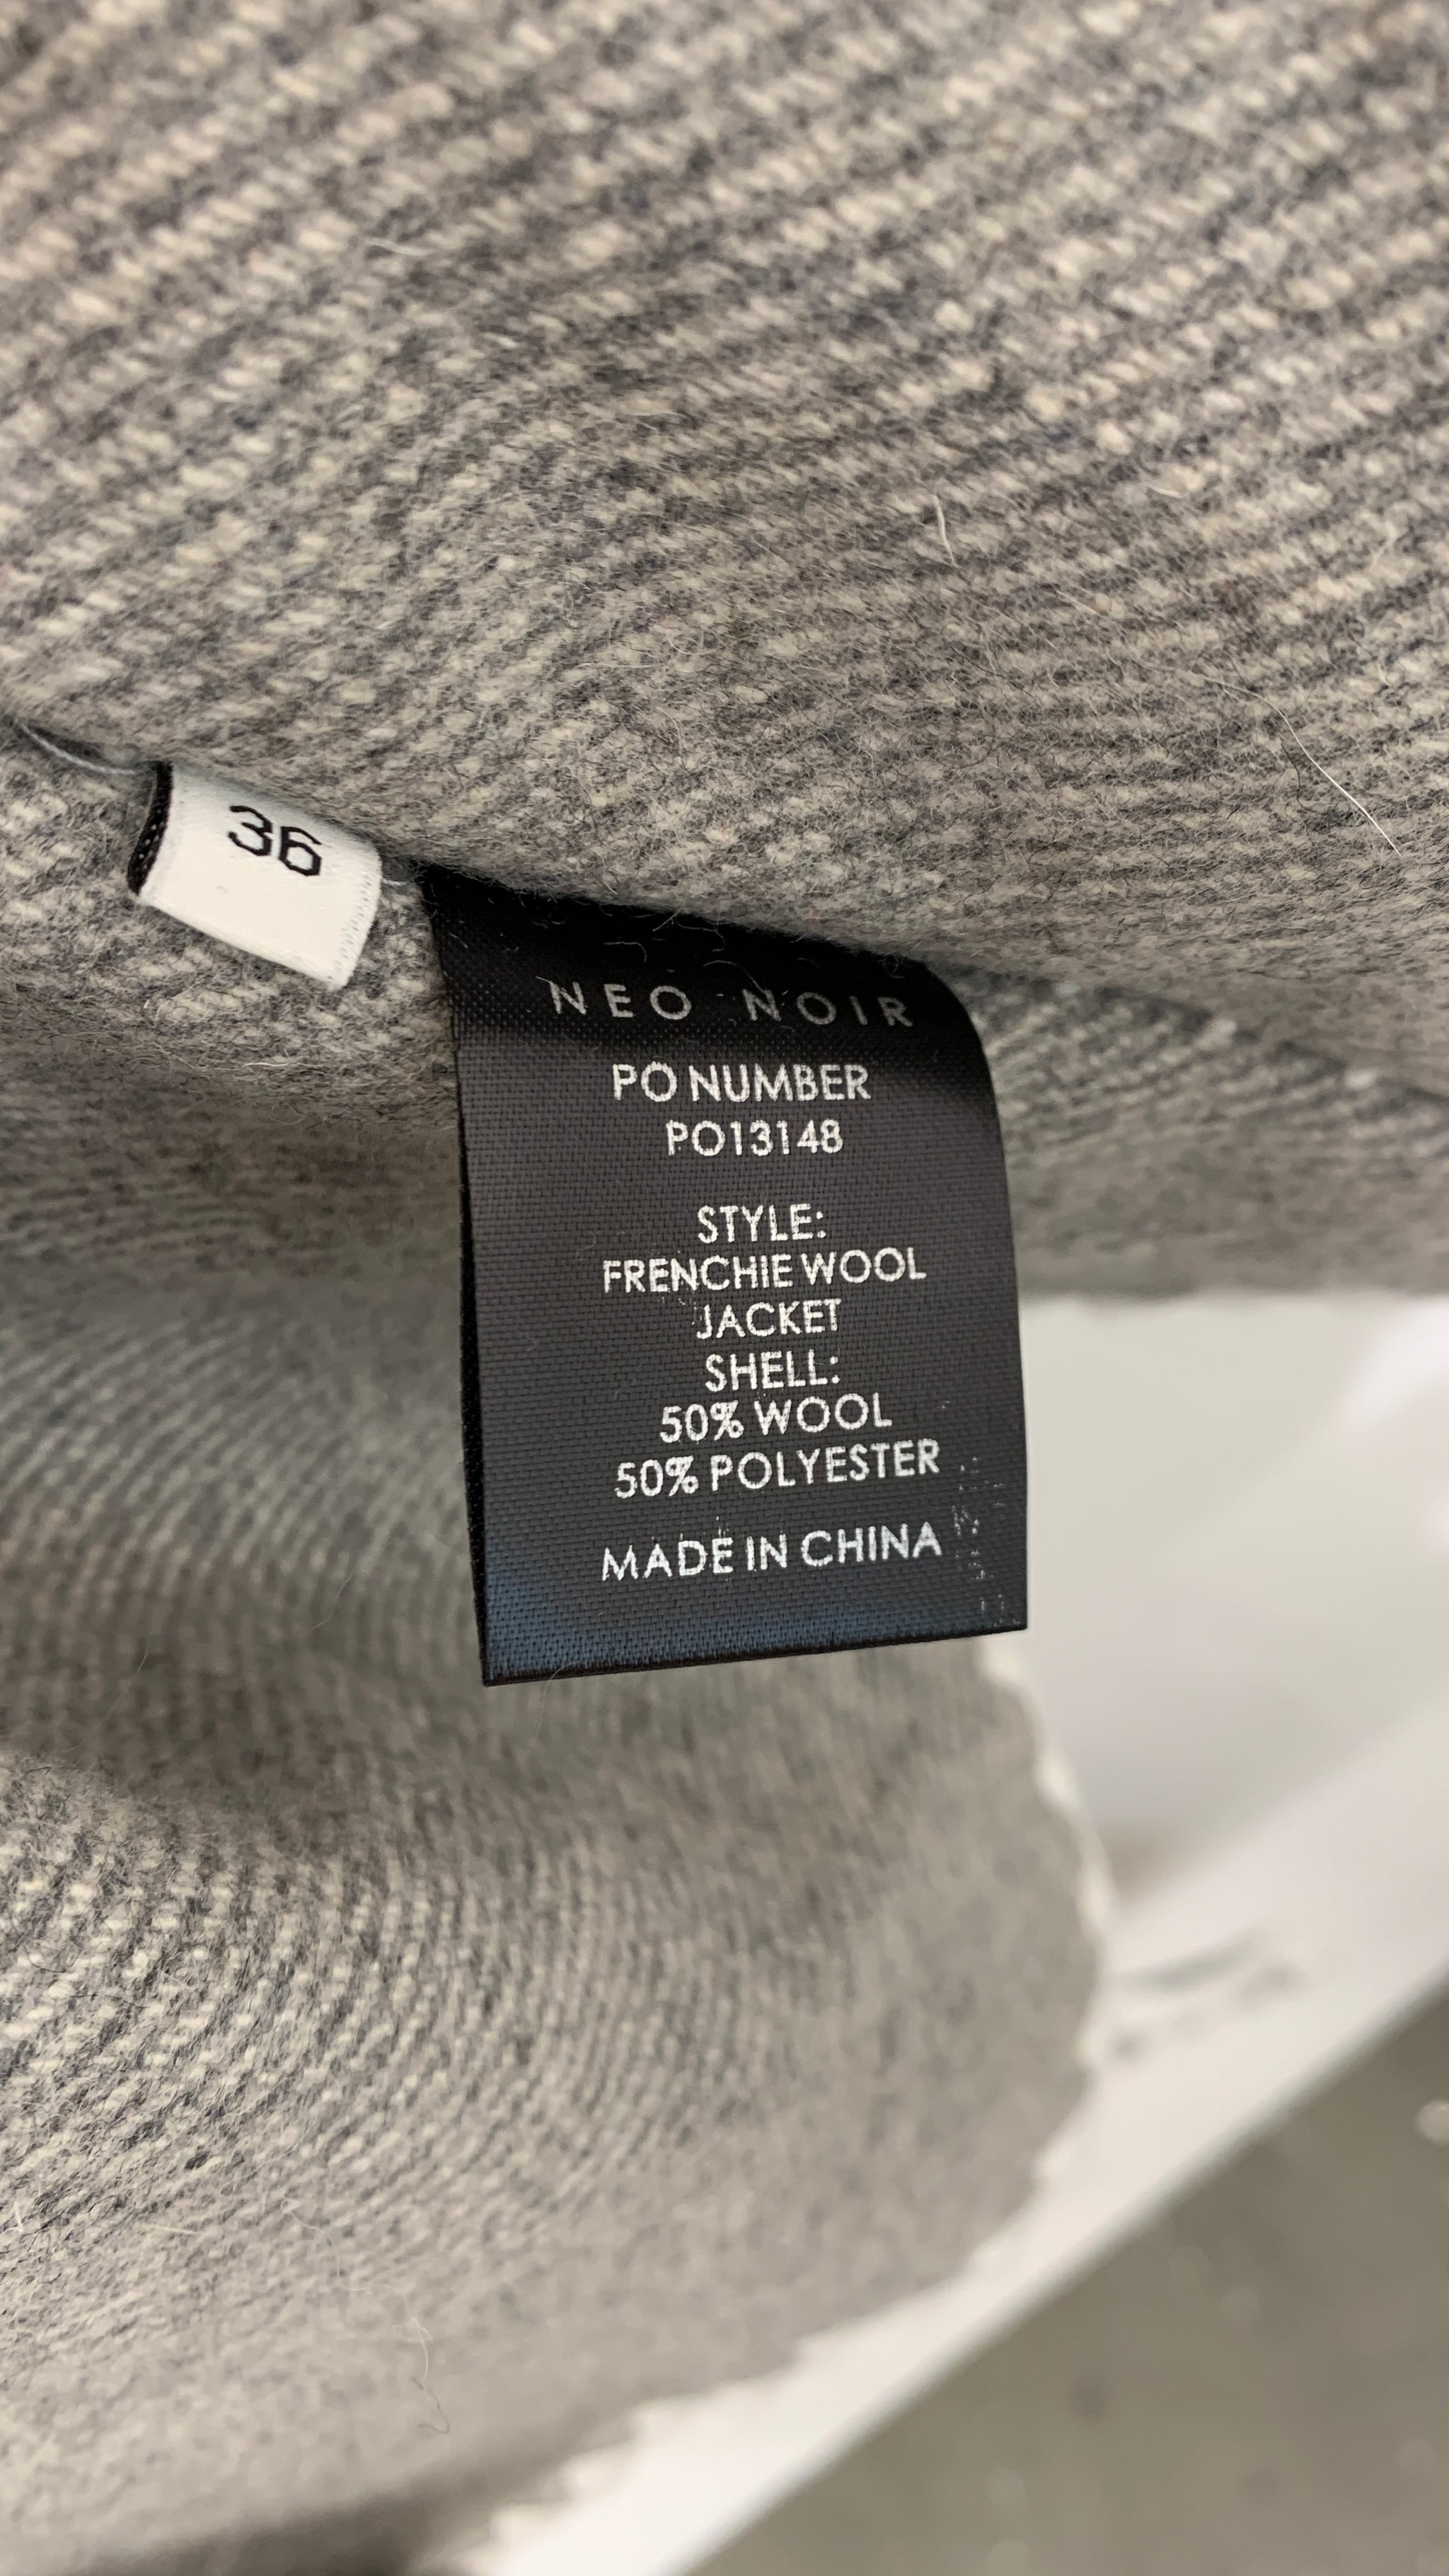 36
NEO NOIR
PO NUMBER
PO13148
STYLE:
FRENCHIE WOOL
JACKET
SHELL:
50% WOOL
50% POLYESTER
MADE IN CHINA